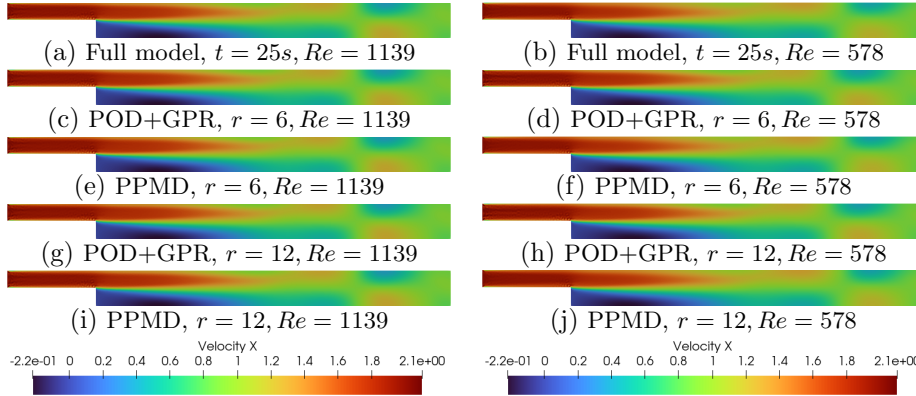 (a) Full model, t = 25s, Re = 1139
(b) Full model, t = 25s, Re = 578
(c) POD+GPR, r = 6, Re = 1139
(d) POD+GPR, r = 6, Re = 578
(e) PPMD, r = 6, Re = 1139
(f) PPMD, r = 6, Re = 578
(g) POD+GPR, r = 12, Re = 1139
(h) POD+GPR, r = 12, Re = 578
(i) PPMD, r = 12, Re = 1139
(j) PPMD, r = 12, Re = 578
Velocity X
-2.2e-01 0 0.2 0.4 0.6 0.8 1 1.2 1.4 1.6 1.8 2.1e+00
Velocity X
-2.2e-01 0 0.2 0.4 0.6 0.8 1 1.2 1.4 1.6 1.8 2.1e+00